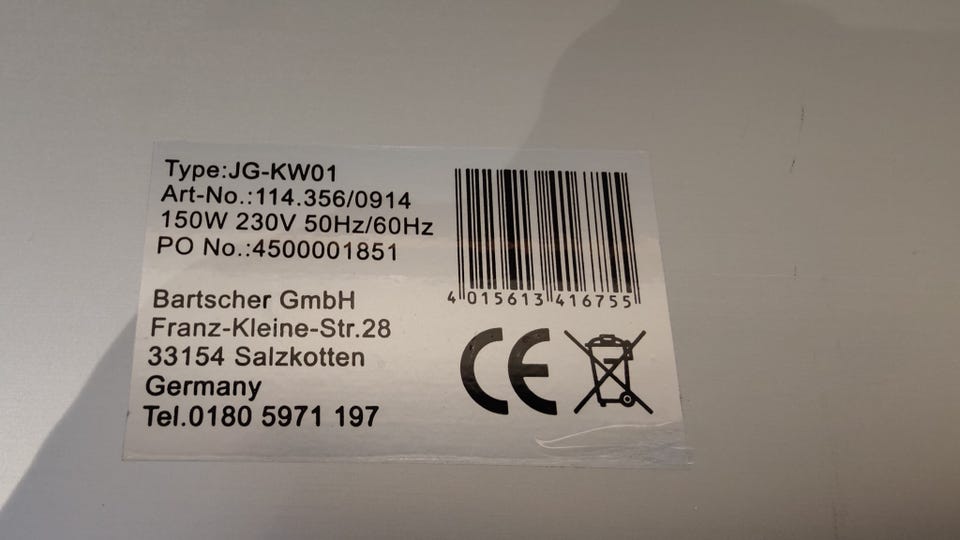 Type:JG-KW01
Art-No.:114.356/0914
150W 230V 50Hz/60Hz
PO No.:4500001851
Bartscher GmbH
Franz-Kleine-Str.28
33154 Salzkotten
Germany
Tel.0180 5971 197
4 015613 416755
CE